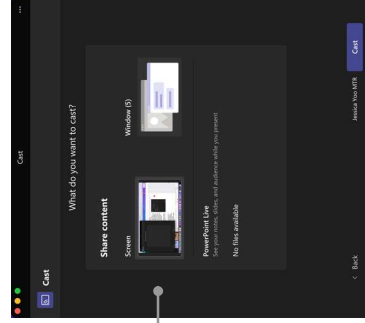 Cast
Cast
What do you want to cast?
Share content
Screen
Window (5)
PowerPoint Live
See your notes, slides, and audience while you present
No files available
< Back
Jessica Yoo MTR
Cast